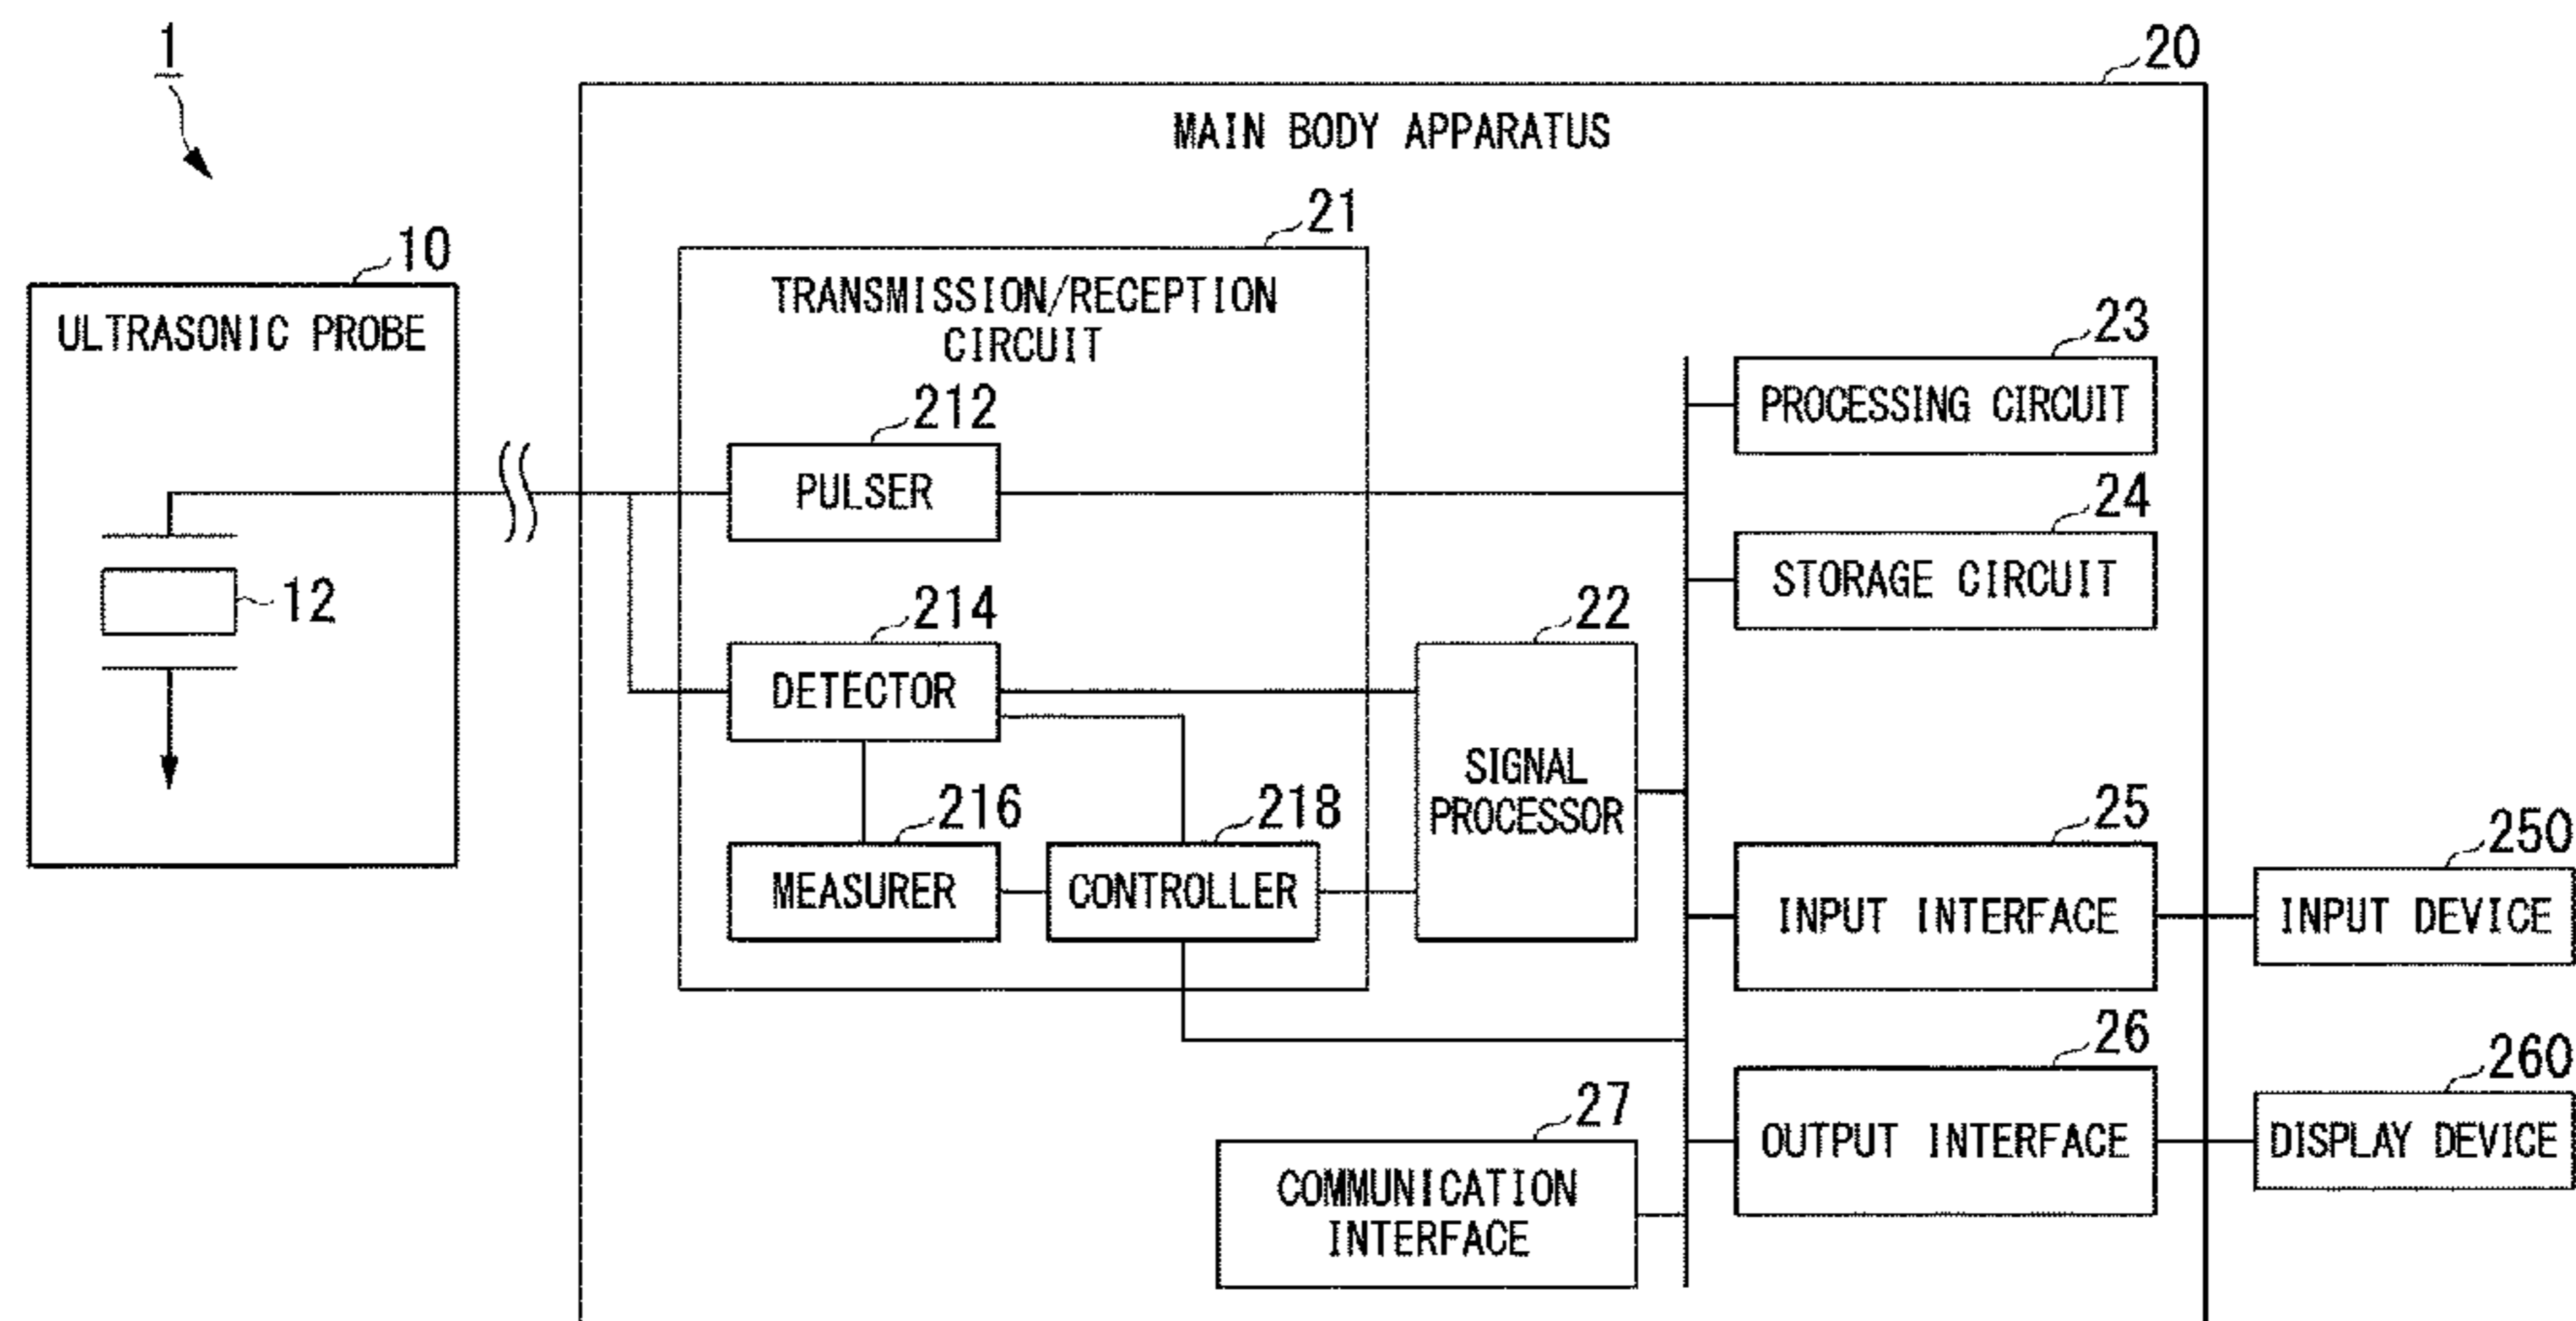 1
20
MAIN BODY APPARATUS
21
10
TRANSMISSION/RECEPTION
CIRCUIT
ULTRASONIC PROBE
23
PROCESSING CIRCUIT
212
PULSER
24
STORAGE CIRCUIT
12
214
DETECTOR
22
SIGNAL
PROCESSOR
216
MEASURER
218
CONTROLLER
25
INPUT INTERFACE
250
INPUT DEVICE
26
OUTPUT INTERFACE
260
DISPLAY DEVICE
27
COMMUNICATION
INTERFACE